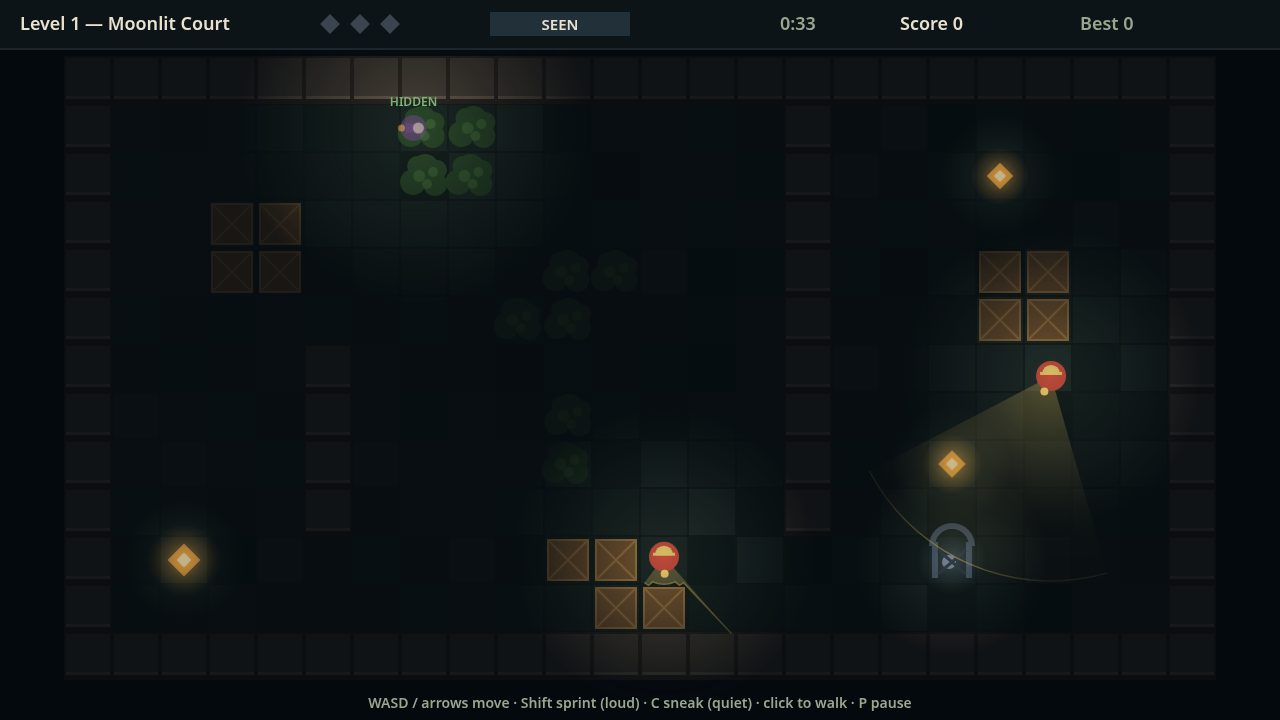 Level 1 — Moonlit Court
SEEN
0:33
Score 0
Best 0
HIDDEN
WASD / arrows move · Shift sprint (loud) · C sneak (quiet) · click to walk · P pause